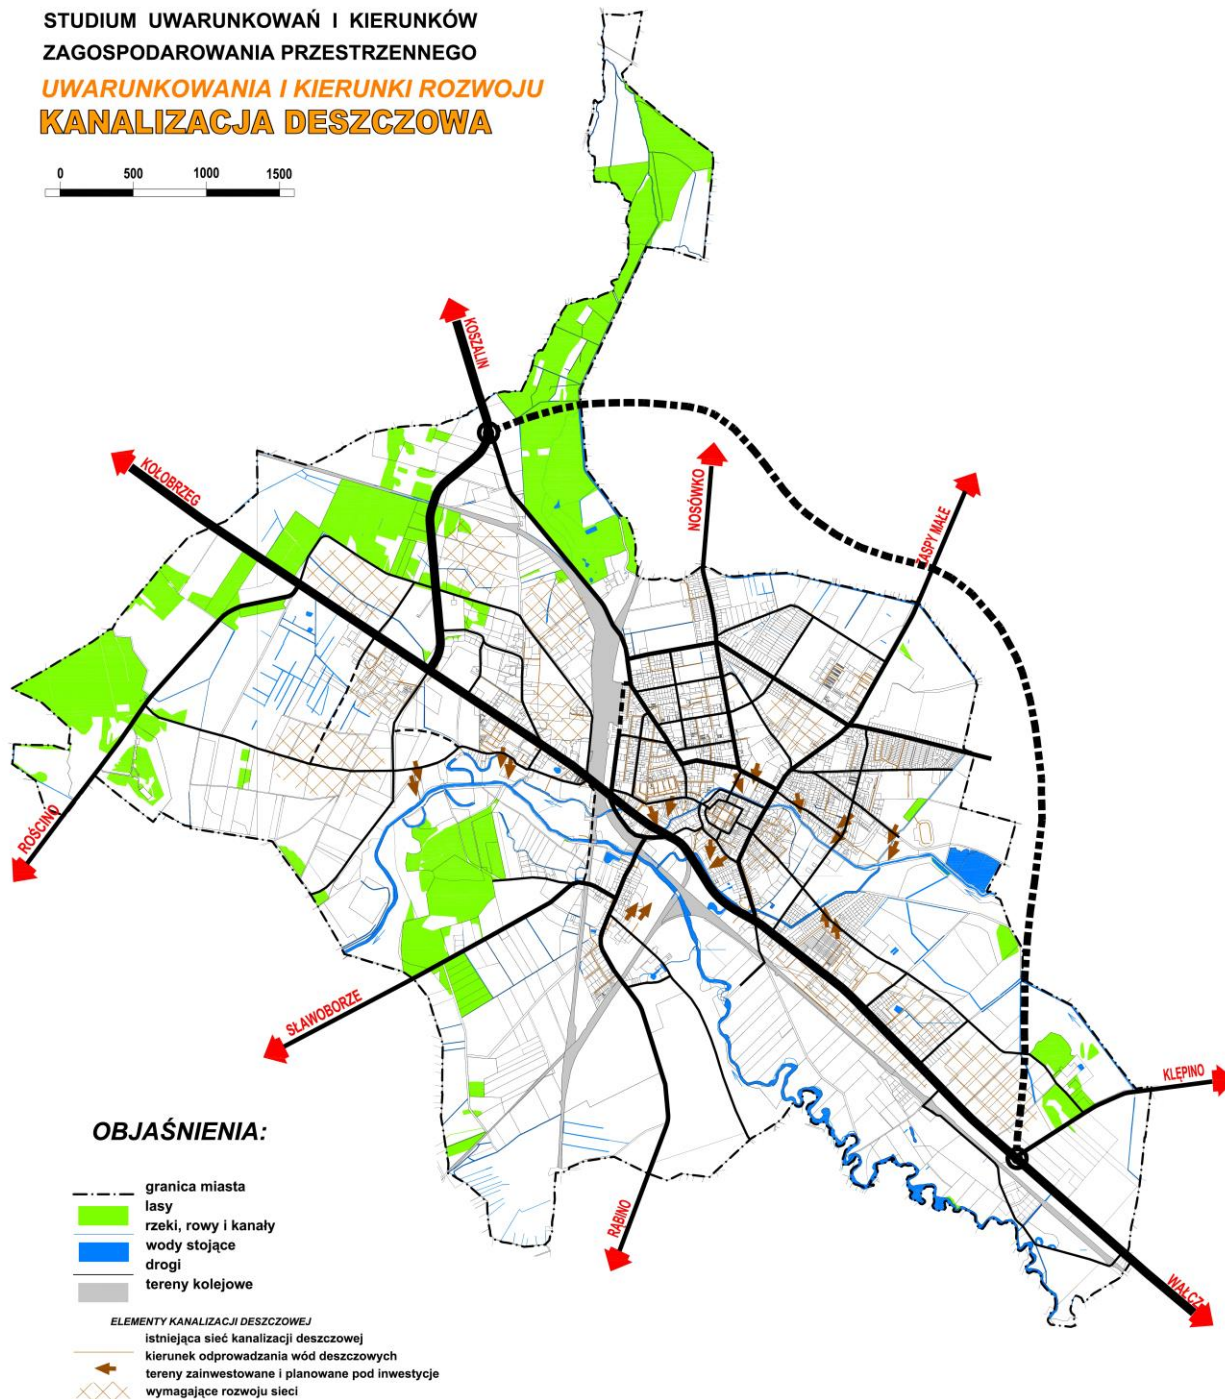 STUDIUM UWARUNKOWAŃ I KIERUNKÓW
ZAGOSPODAROWANIA PRZESTRZENNEGO
UWARUNKOWANIA I KIERUNKI ROZWOJU
KANALIZACJA DESZCZOWA
0 500 1000 1500
KOSZALIN
KOŁOBRZEG
NOSÓWKO
ZASPY MAŁE
ROŚCINO
SŁAWOBORZE
KLĘPINO
RĄBINO
WAŁCZ
OBJAŚNIENIA:
granica miasta
lasy
rzeki, rowy i kanały
wody stojące
drogi
tereny kolejowe
ELEMENTY KANALIZACJI DESZCZOWEJ
istniejąca sieć kanalizacji deszczowej
kierunek odprowadzania wód deszczowych
tereny zainwestowane i planowane pod inwestycje
wymagające rozwoju sieci